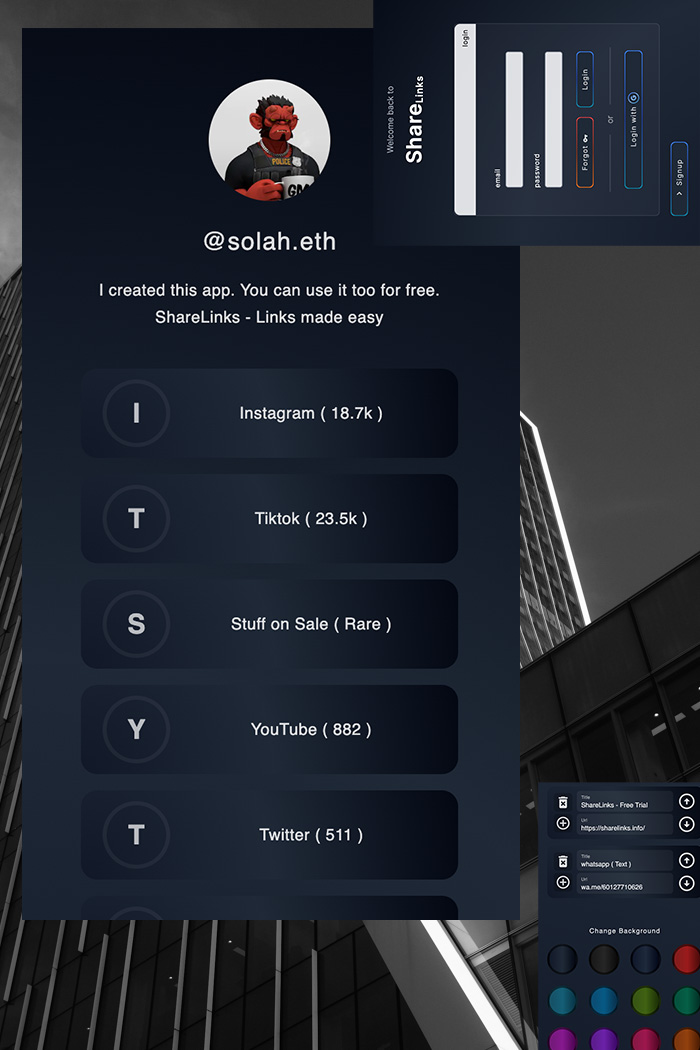 POLICE
GM
@solah.eth
I created this app. You can use it too for free.
ShareLinks - Links made easy
I
Instagram ( 18.7k )
T
Tiktok ( 23.5k )
S
Stuff on Sale ( Rare )
Y
YouTube ( 882 )
T
Twitter ( 511 )
Welcome back to
ShareLinks
login
email
password
Forgot
Login
or
Login with G
> Signup
Title
ShareLinks - Free Trial
Url
https://sharelinks.info/
Title
whatsapp ( Text )
Url
wa.me/60127710626
Change Background